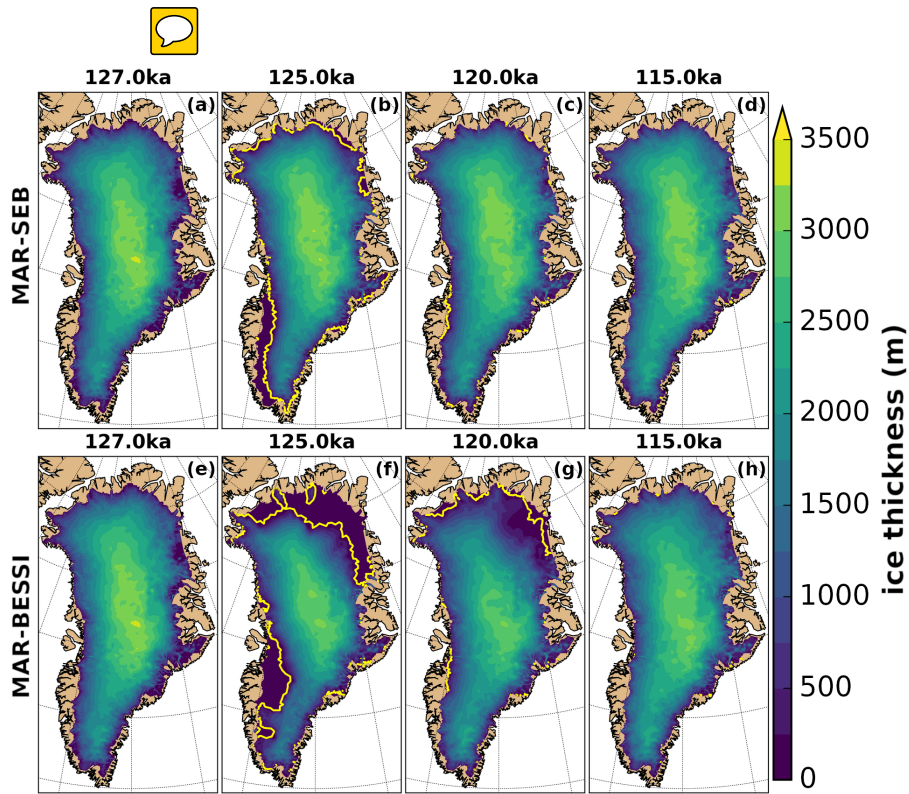 127.0ka 125.0ka 120.0ka 115.0ka
(a) (b) (c) (d)
MAR-SEB
127.0ka 125.0ka 120.0ka 115.0ka
(e) (f) (g) (h)
MAR-BESSI
3500
3000
2500
2000
1500
1000
500
0
ice thickness (m)